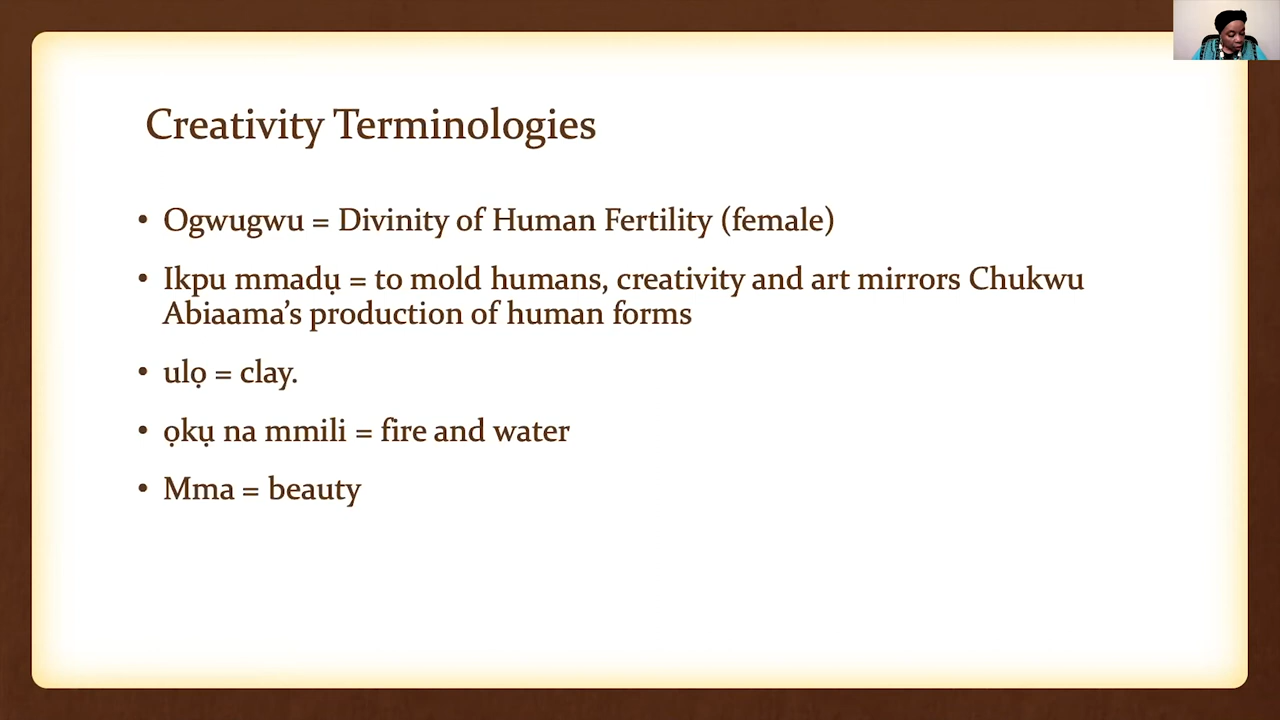 Creativity Terminologies
• Ogwugwu = Divinity of Human Fertility (female)
• Ikpu mmadụ = to mold humans, creativity and art mirrors Chukwu
Abiaama’s production of human forms
• ulọ = clay.
• ọkụ na mmili = fire and water
• Mma = beauty